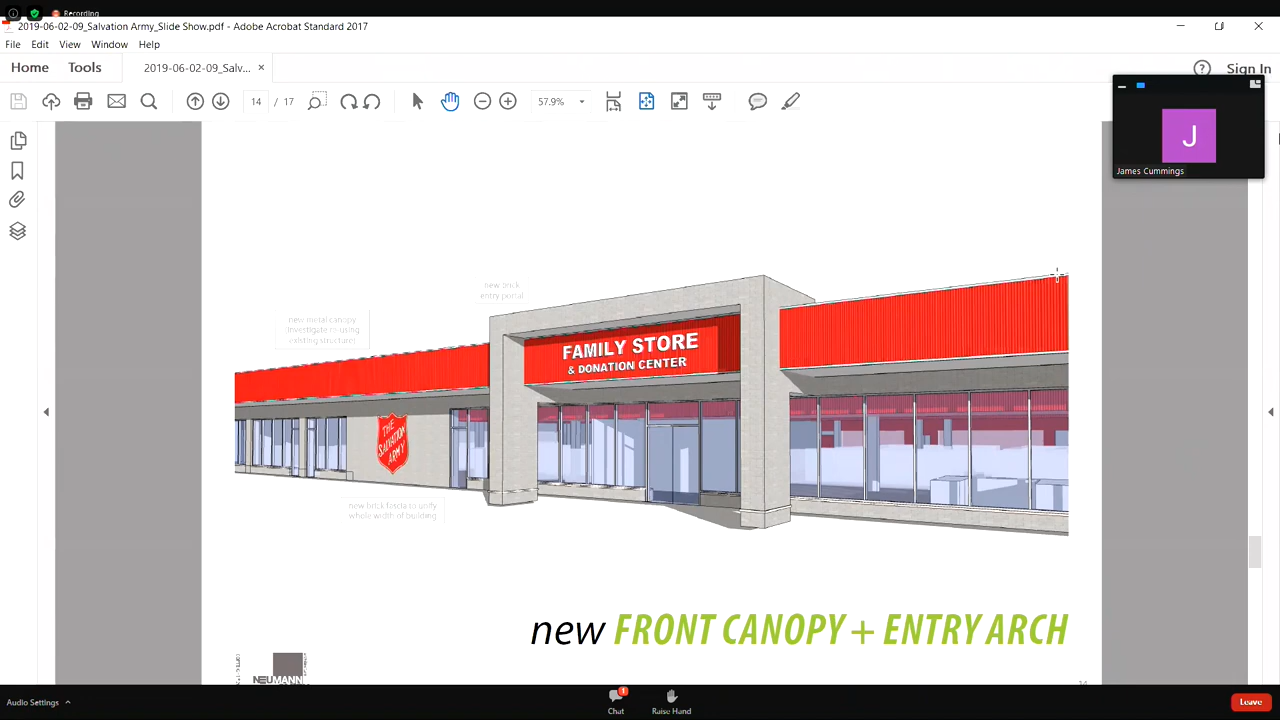 Recording
2019-06-02-09_Salvation Army_Slide Show.pdf - Adobe Acrobat Standard 2017
File Edit View Window Help
Home Tools 2019-06-02-09_Salv... × Sign In
14 / 17 57.9%
J
James Cummings
new brick
entry portal
new metal canopy
investigate re-using
existing structure)
FAMILY STORE
& DONATION CENTER
THE
SALVATION
ARMY
new brick fascia so unify
whole width of building
new FRONT CANOPY + ENTRY ARCH
NEUMANN
14
Audio Settings
1
Chat
Raise Hand
Leave